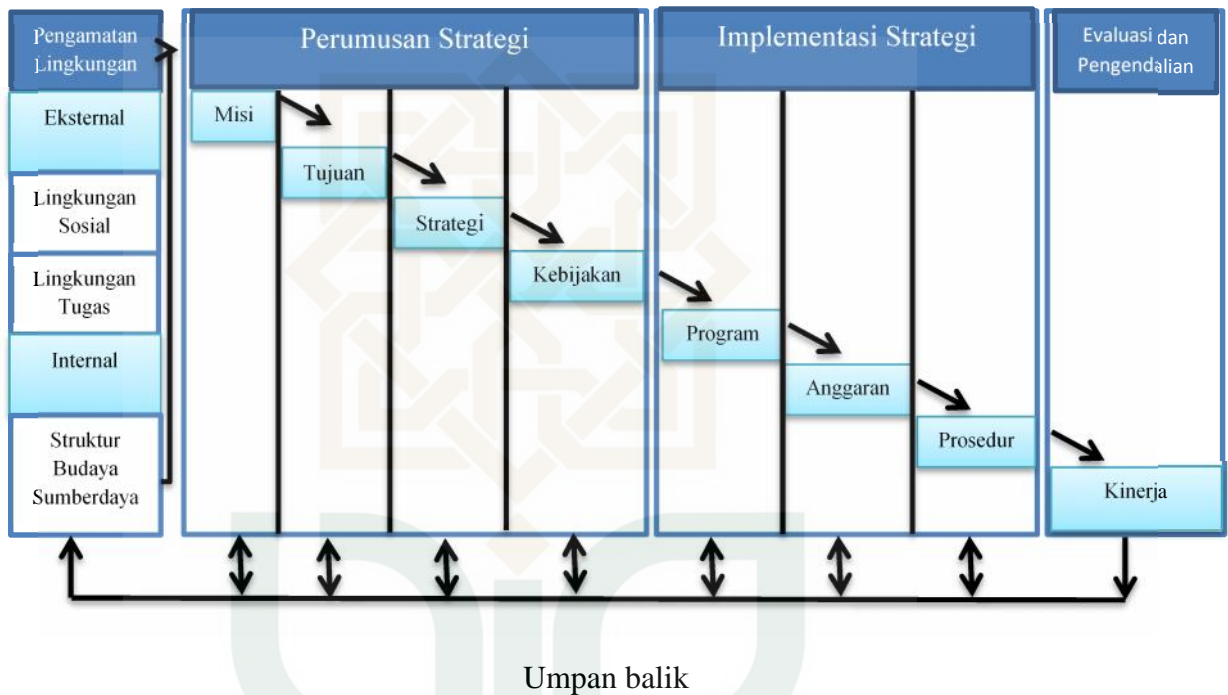 Pengamatan
Lingkungan
Perumusan Strategi
Implementasi Strategi
Evaluasi dan
Pengendalian
Eksternal
Lingkungan
Sosial
Lingkungan
Tugas
Internal
Struktur
Budaya
Sumberdaya
Misi
Tujuan
Strategi
Kebijakan
Program
Anggaran
Prosedur
Kinerja
Umpan balik